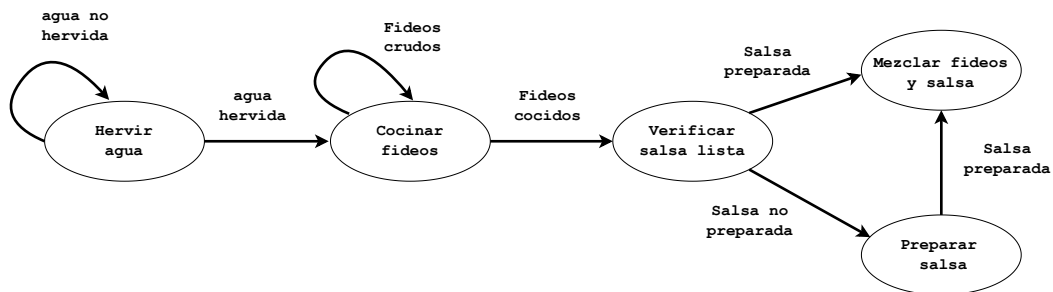 agua no
hervida
Hervir
agua
agua
hervida
Fideos
crudos
Cocinar
fideos
Fideos
cocidos
Verificar
salsa lista
Salsa
preparada
Mezclar fideos
y salsa
Salsa no
preparada
Preparar
salsa
Salsa
preparada